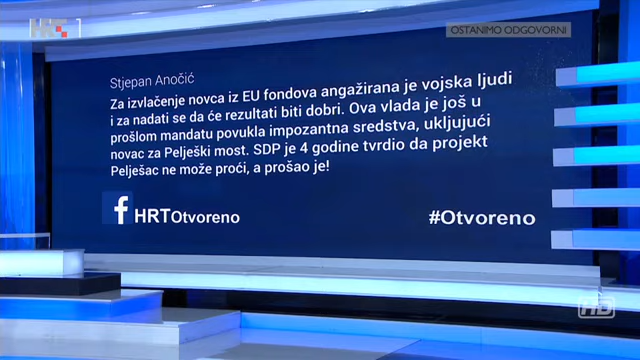 HRT
OSTANIMO ODGOVORNI
Stjepan Anočić
Za izvlačenje novca iz EU fondova angažirana je vojska ljudi
i za nadati se da će rezultati biti dobri. Ova vlada je još u
prošlom mandatu povukla impozantna sredstva, ukljujući
novac za Pelješki most. SDP je 4 godine tvrdio da projekt
Pelješac ne može proći, a prošao je!
f HRTOtvoreno
#Otvoreno
HD